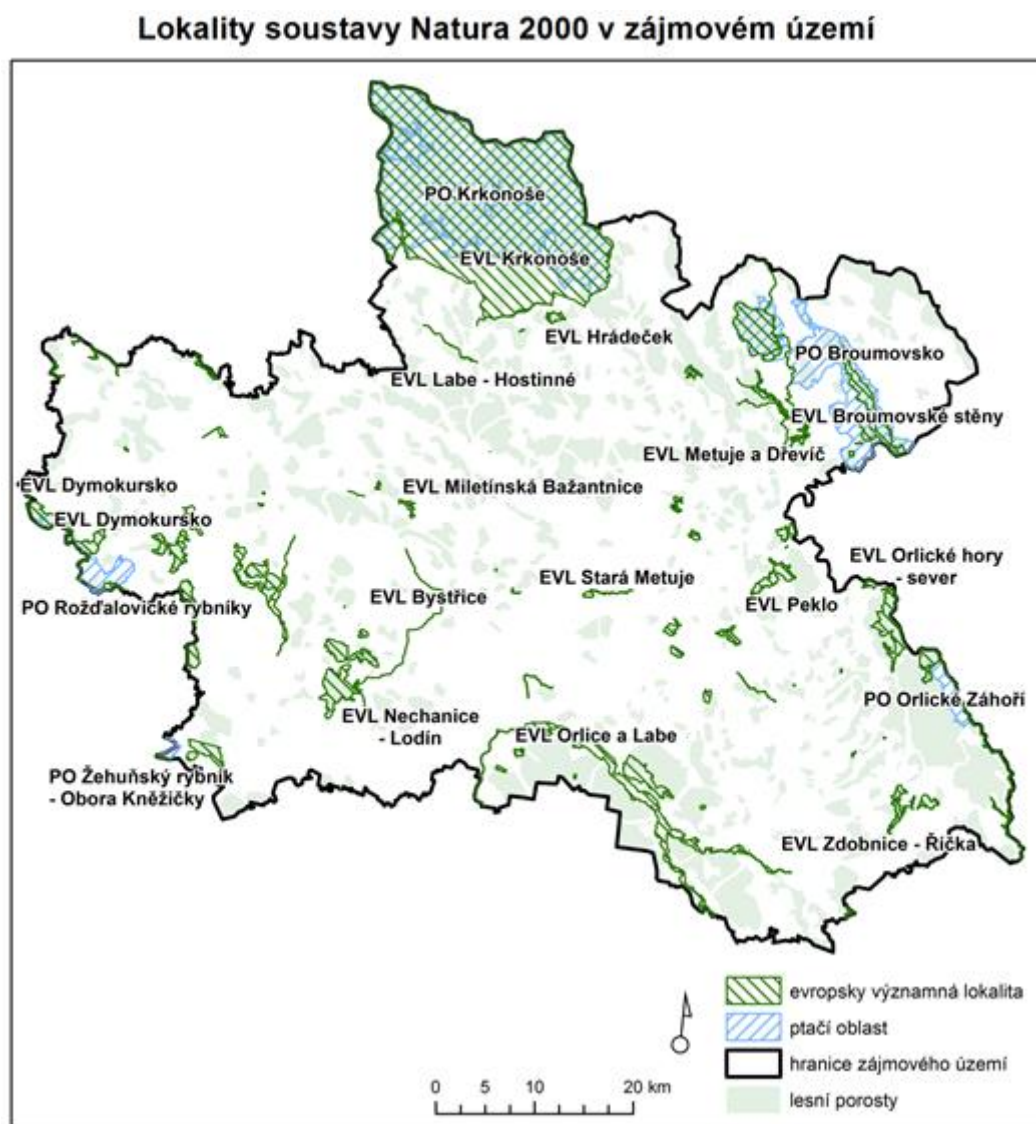 Lokality soustavy Natura 2000 v zájmovém území
PO Krkonoše
EVL Krkonoše
EVL Hrádeček
PO Broumovsko
EVL Labe - Hostinné
EVL Broumovské stěny
EVL Metuje a Dřevíč
EVL Dymokursko
EVL Miletínská Bažantnice
EVL Dymokursko
EVL Orlické hory
- sever
EVL Stará Metuje
EVL Bystřice
EVL Peklo
PO Rožďalovické rybníky
PO Orlické Záhoří
EVL Nechanice
- Lodín
EVL Orlice a Labe
PO Žehuňský rybník
- Obora Kněžičky
EVL Zdobnice - Říčka
evropsky významná lokalita
ptačí oblast
hranice zájmového území
lesní porosty
0 5 10 20 km